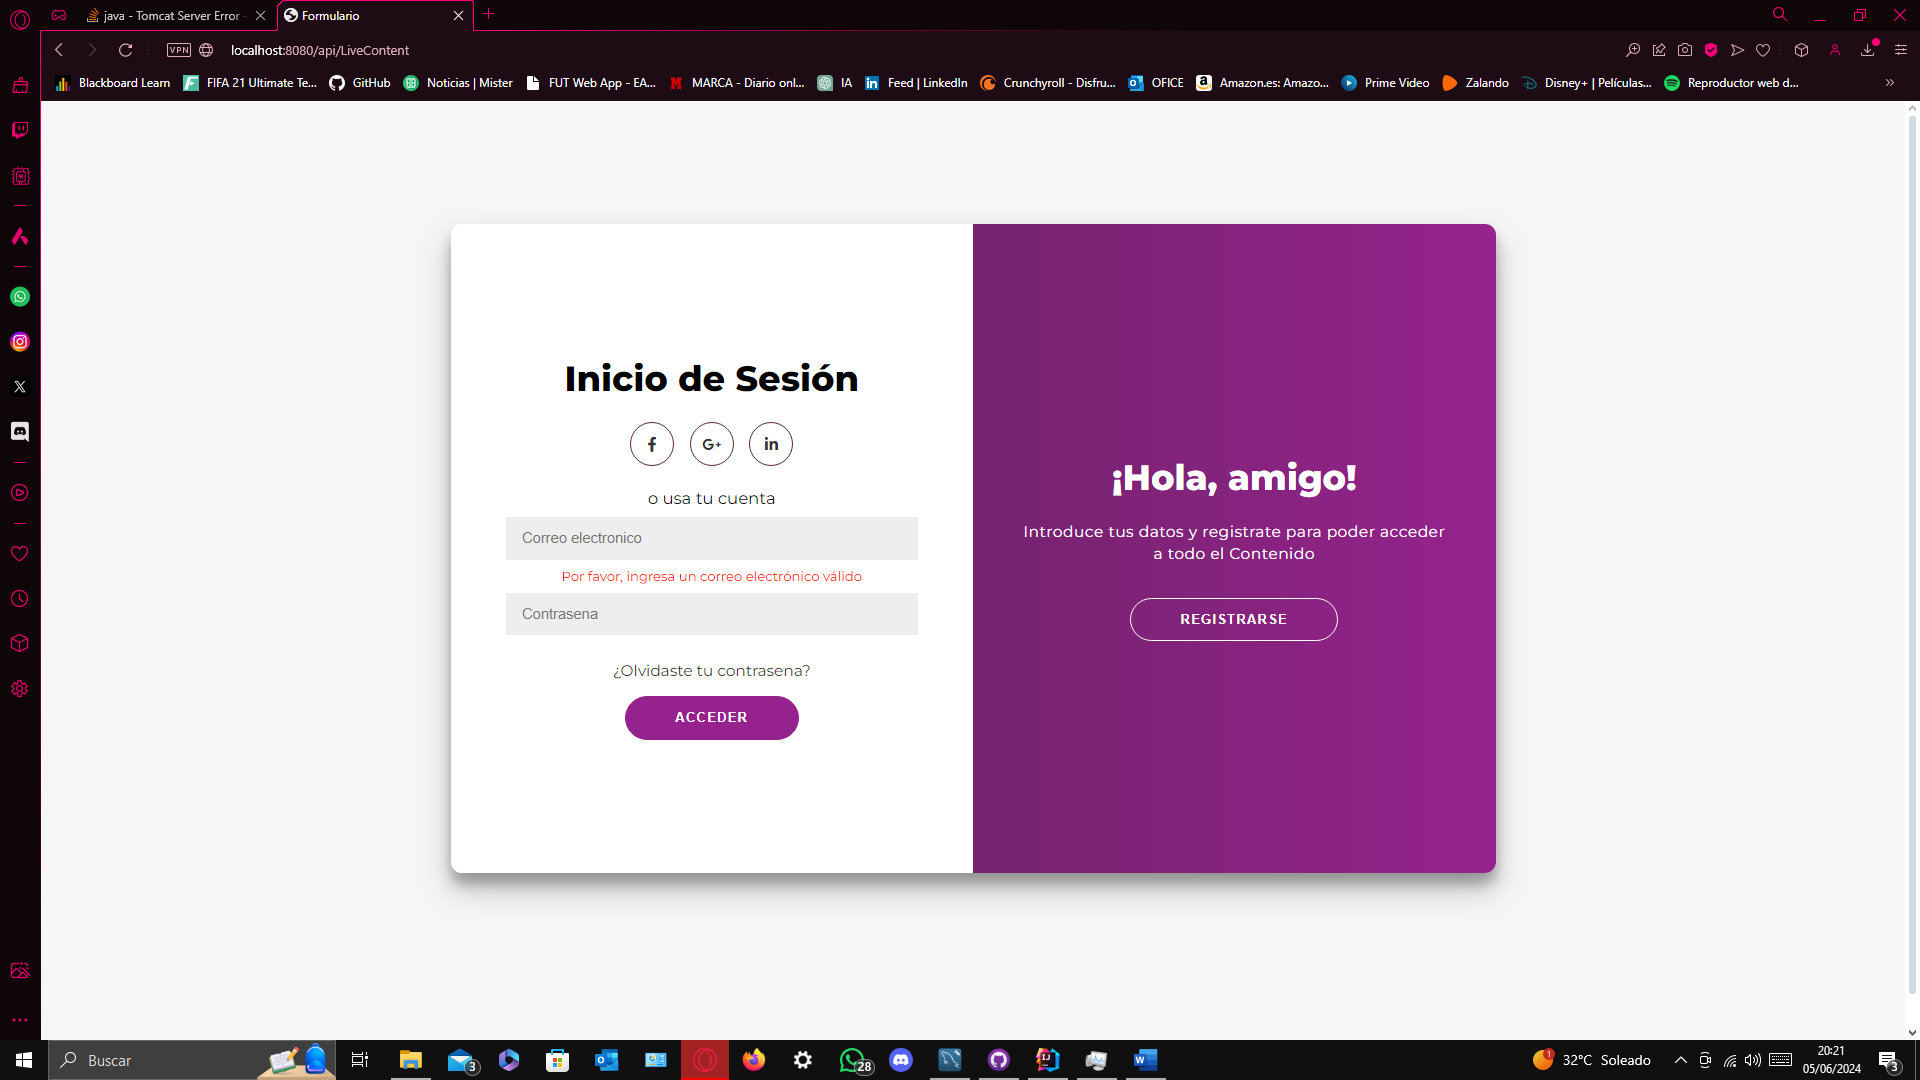 java - Tomcat Server Error -
Formulario
VPN
localhost:8080/api/LiveContent
Blackboard Learn
FIFA 21 Ultimate Te...
GitHub
Noticias | Mister
FUT Web App - EA...
MARCA - Diario onl...
IA
Feed | LinkedIn
Crunchyroll - Disfru...
OFICE
Amazon.es: Amazo...
Prime Video
Zalando
Disney+ | Películas...
Reproductor web d...
Inicio de Sesión
G+
in
o usa tu cuenta
Correo electronico
Por favor, ingresa un correo electrónico válido
Contrasena
¿Olvidaste tu contrasena?
ACCEDER
¡Hola, amigo!
Introduce tus datos y registrate para poder acceder
a todo el Contenido
REGISTRARSE
Buscar
3
28
1
32°C Soleado
20:21
05/06/2024
3